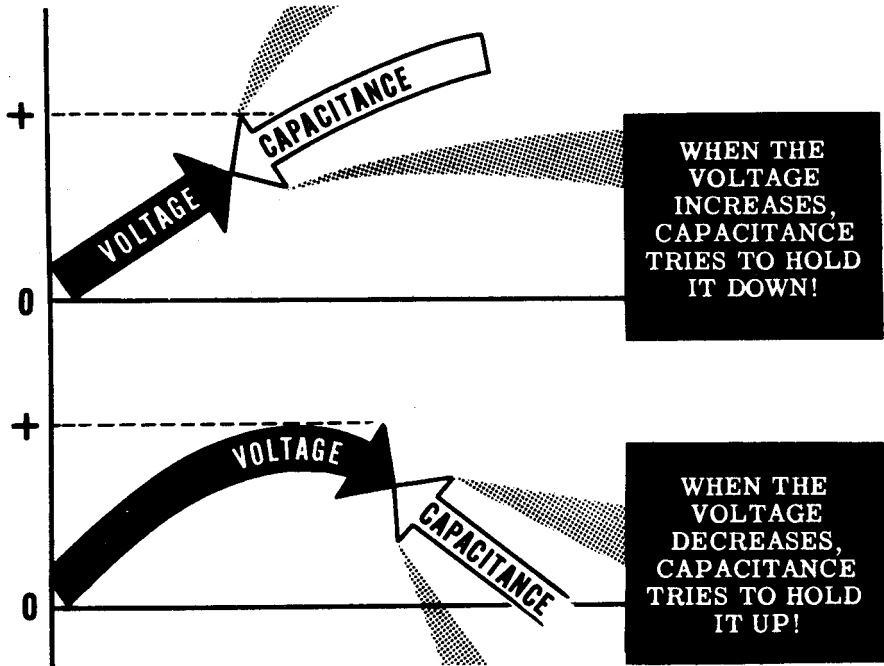 +
CAPACITANCE
VOLTAGE
0
WHEN THE
VOLTAGE
INCREASES,
CAPACITANCE
TRIES TO HOLD
IT DOWN!
+
VOLTAGE
CAPACITANCE
0
WHEN THE
VOLTAGE
DECREASES,
CAPACITANCE
TRIES TO HOLD
IT UP!